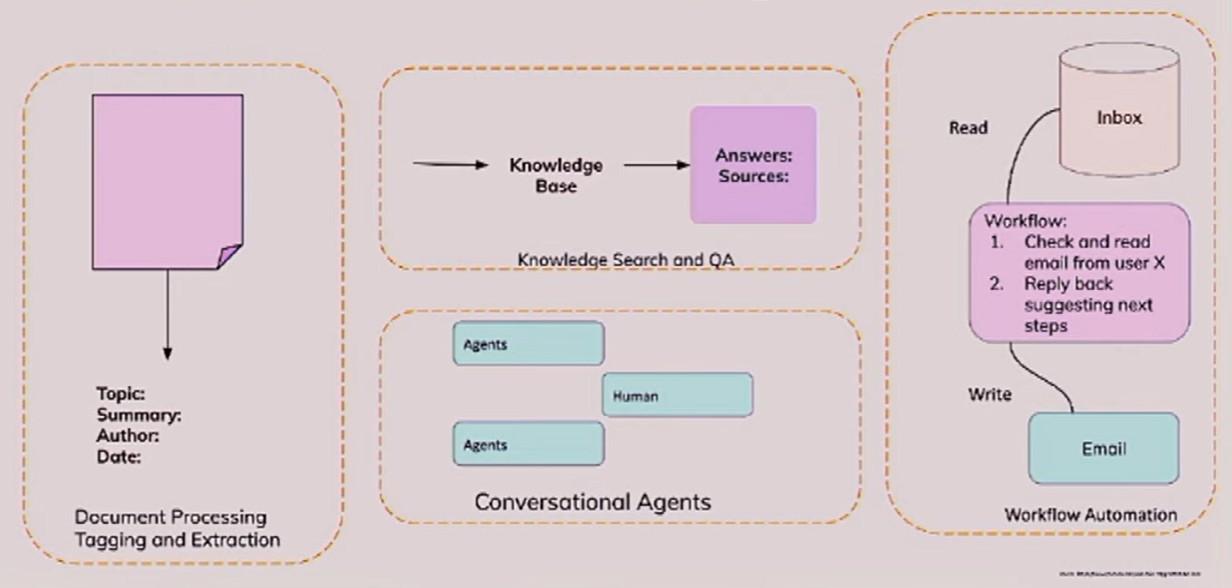 Topic:
Summary:
Author:
Date:
Document Processing
Tagging and Extraction
Knowledge
Base
Answers:
Sources:
Knowledge Search and QA
Agents
Human
Agents
Conversational Agents
Inbox
Read
Workflow:
1. Check and read
email from user X
2. Reply back
suggesting next
steps
Write
Email
Workflow Automation